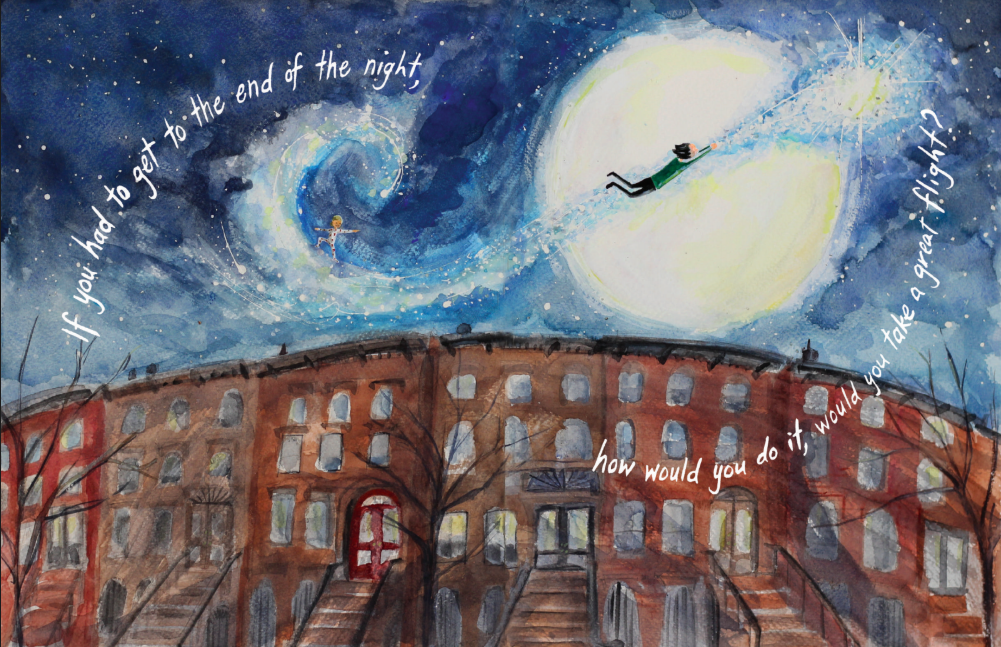 If you had to get to the end of the night,
how would you do it, would you take a great flight?